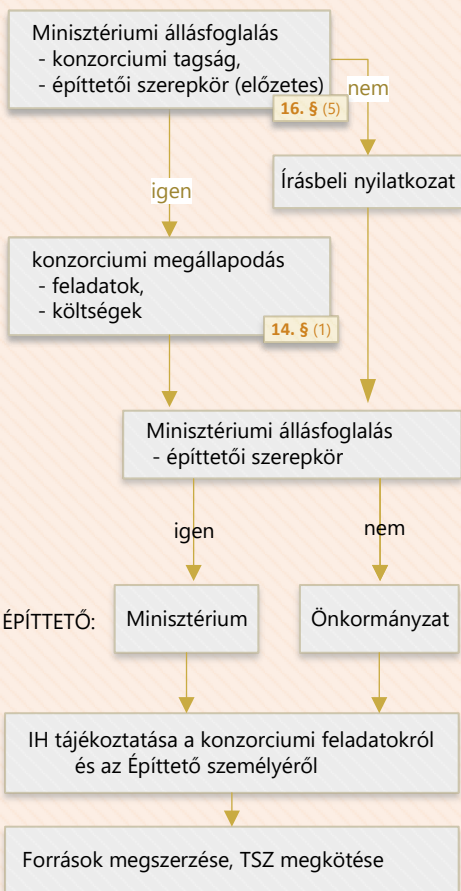 Minisztériumi állásfoglalás
- konzorciumi tagság,
- építtetői szerepkör (előzetes)
16. § (5)
nem
igen
Írásbeli nyilatkozat
konzorciumi megállapodás
- feladatok,
- költségek
14. § (1)
Minisztériumi állásfoglalás
- építtetői szerepkör
igen
nem
ÉPÍTTETŐ:
Minisztérium
Önkormányzat
IH tájékoztatása a konzorciumi feladatokról
és az Építtető személyéről
Források megszerzése, TSZ megkötése